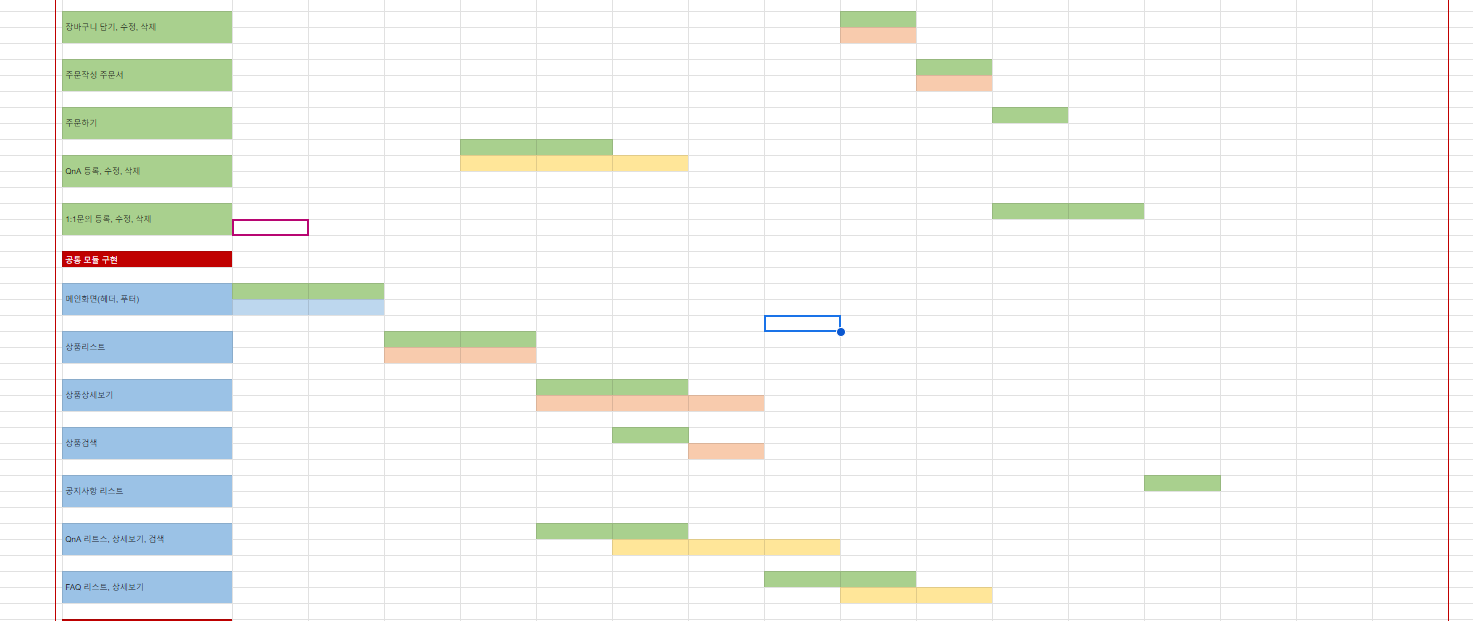 장바구니 담기, 수정, 삭제
주문작성 주문서
주문하기
QnA 등록, 수정, 삭제
1:1문의 등록, 수정, 삭제
공통 모듈 구현
메인화면(헤더, 푸터)
상품리스트
상품상세보기
상품검색
공지사항 리스트
QnA 리트스, 상세보기, 검색
FAQ 리스트, 상세보기